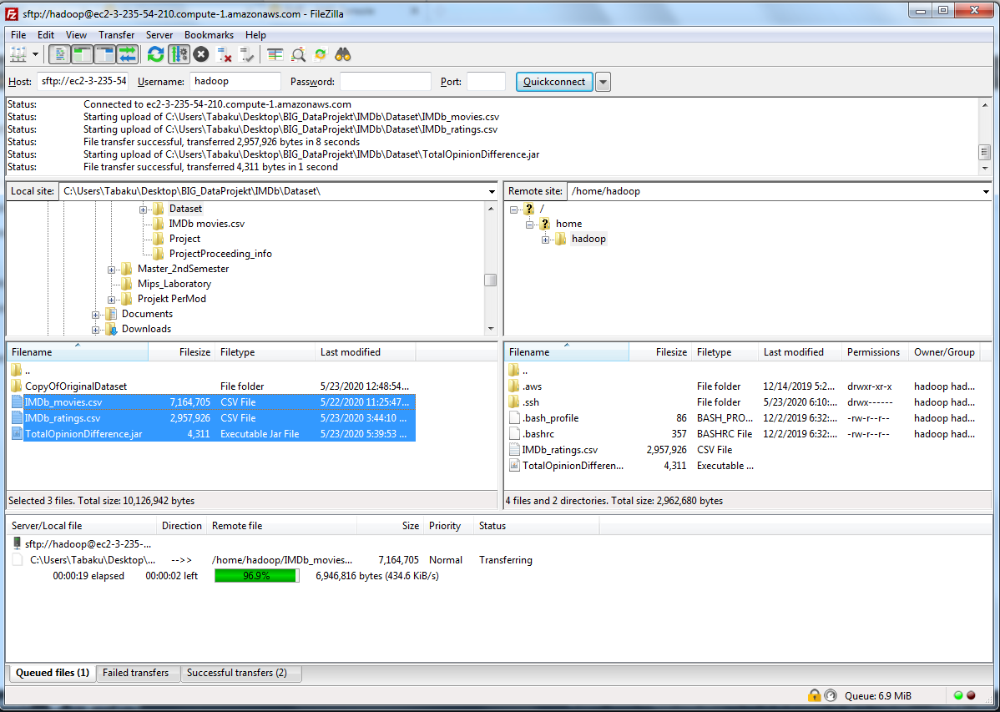 sftp://hadoop@ec2-3-235-54-210.compute-1.amazonaws.com - FileZilla
File Edit View Transfer Server Bookmarks Help
Host: sftp://ec2-3-235-54 Username: hadoop Password: Port: Quickconnect
Status: Connected to ec2-3-235-54-210.compute-1.amazonaws.com
Status: Starting upload of C:\Users\Tabaku\Desktop\BIG_DataProjekt\IMDb\Dataset\IMDb_movies.csv
Status: Starting upload of C:\Users\Tabaku\Desktop\BIG_DataProjekt\IMDb\Dataset\IMDb_ratings.csv
Status: File transfer successful, transferred 2,957,926 bytes in 8 seconds
Status: Starting upload of C:\Users\Tabaku\Desktop\BIG_DataProjekt\IMDb\Dataset\TotalOpinionDifference.jar
Status: File transfer successful, transferred 4,311 bytes in 1 second
Local site: C:\Users\Tabaku\Desktop\BIG_DataProjekt\IMDb\Dataset\
Dataset
IMDb movies.csv
Project
ProjectProceeding_info
Master_2ndSemester
Mips_Laboratory
Projekt PerMod
Documents
Downloads
Remote site: /home/hadoop
/
home
hadoop
Filename Filesize Filetype Last modified
..
CopyOfOriginalDataset File folder 5/23/2020 12:48:54...
IMDb_movies.csv 7,164,705 CSV File 5/22/2020 11:25:47...
IMDb_ratings.csv 2,957,926 CSV File 5/23/2020 3:44:10 ...
TotalOpinionDifference.jar 4,311 Executable Jar File 5/23/2020 5:39:53 ...
Selected 3 files. Total size: 10,126,942 bytes
Filename Filesize Filetype Last modified Permissions Owner/Group
..
.aws File folder 12/14/2019 5:2... drwxr-xr-x hadoop had...
.ssh File folder 5/23/2020 6:10:... drwx------ hadoop had...
.bash_profile 86 BASH_PRO... 12/2/2019 6:32:... -rw-r--r-- hadoop had...
.bashrc 357 BASHRC File 12/2/2019 6:32:... -rw-r--r-- hadoop had...
IMDb_ratings.csv 2,957,926 CSV File
TotalOpinionDifferen... 4,311 Executable ...
4 files and 2 directories. Total size: 2,962,680 bytes
Server/Local file Direction Remote file Size Priority Status
sftp://hadoop@ec2-3-235-...
C:\Users\Tabaku\Desktop\... -->> /home/hadoop/IMDb_movies... 7,164,705 Normal Transferring
00:00:19 elapsed 00:00:02 left 96.9% 6,946,816 bytes (434.6 KiB/s)
Queued files (1) Failed transfers Successful transfers (2)
Queue: 6.9 MiB